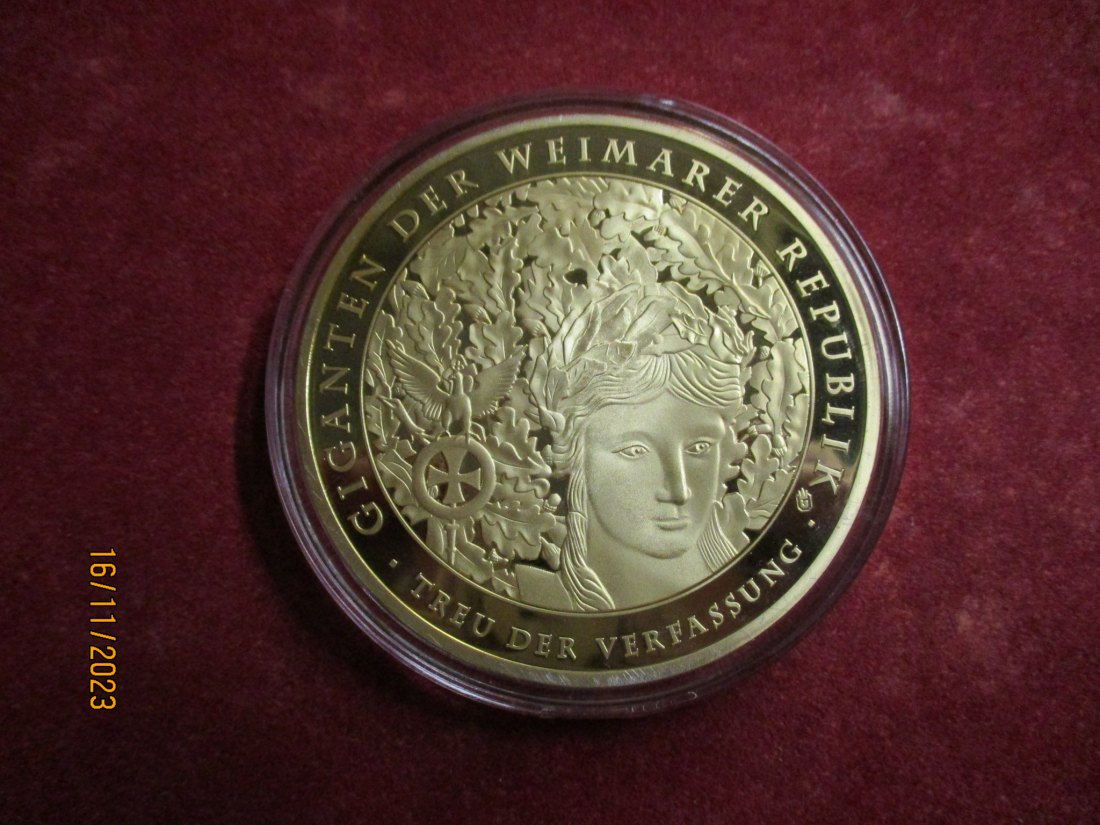 GIGANTEN DER WEIMARER REPUBLIK
· TREU DER VERFASSUNG ·
16/11/2023